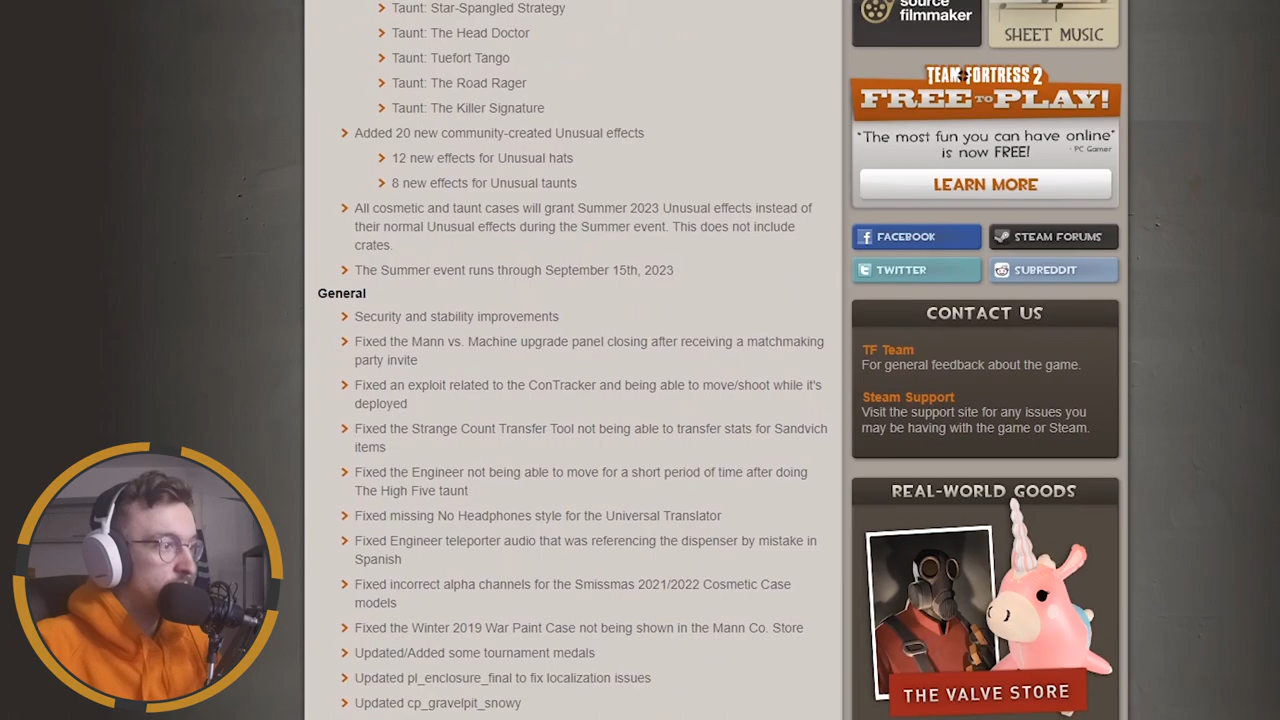 Taunt: Star-Spangled Strategy
Taunt: The Head Doctor
Taunt: Tuefort Tango
Taunt: The Road Rager
Taunt: The Killer Signature
Added 20 new community-created Unusual effects
12 new effects for Unusual hats
8 new effects for Unusual taunts
All cosmetic and taunt cases will grant Summer 2023 Unusual effects instead of
their normal Unusual effects during the Summer event. This does not include
crates.
The Summer event runs through September 15th, 2023
General
Security and stability improvements
Fixed the Mann vs. Machine upgrade panel closing after receiving a matchmaking
party invite
Fixed an exploit related to the ConTracker and being able to move/shoot while it's
deployed
Fixed the Strange Count Transfer Tool not being able to transfer stats for Sandvich
items
Fixed the Engineer not being able to move for a short period of time after doing
The High Five taunt
Fixed missing No Headphones style for the Universal Translator
Fixed Engineer teleporter audio that was referencing the dispenser by mistake in
Spanish
Fixed incorrect alpha channels for the Smissmas 2021/2022 Cosmetic Case
models
Fixed the Winter 2019 War Paint Case not being shown in the Mann Co. Store
Updated/Added some tournament medals
Updated pl_enclosure_final to fix localization issues
Updated cp_gravelpit_snowy
source
filmmaker
SHEET MUSIC
TEAM FORTRESS 2
FREE TO PLAY!
"The most fun you can have online"
is now FREE!
- PC Gamer
LEARN MORE
FACEBOOK
STEAM FORUMS
TWITTER
SUBREDDIT
CONTACT US
TF Team
For general feedback about the game.
Steam Support
Visit the support site for any issues you
may be having with the game or Steam.
REAL-WORLD GOODS
THE VALVE STORE